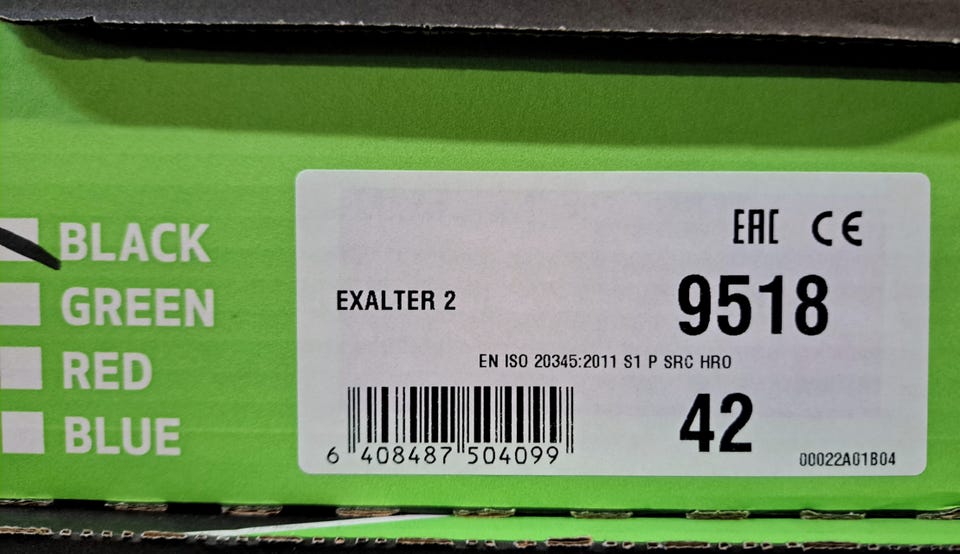 BLACK
GREEN
RED
BLUE
EAC CE
EXALTER 2
9518
EN ISO 20345:2011 S1 P SRC HRO
42
6 408487 504099
00022A01B04